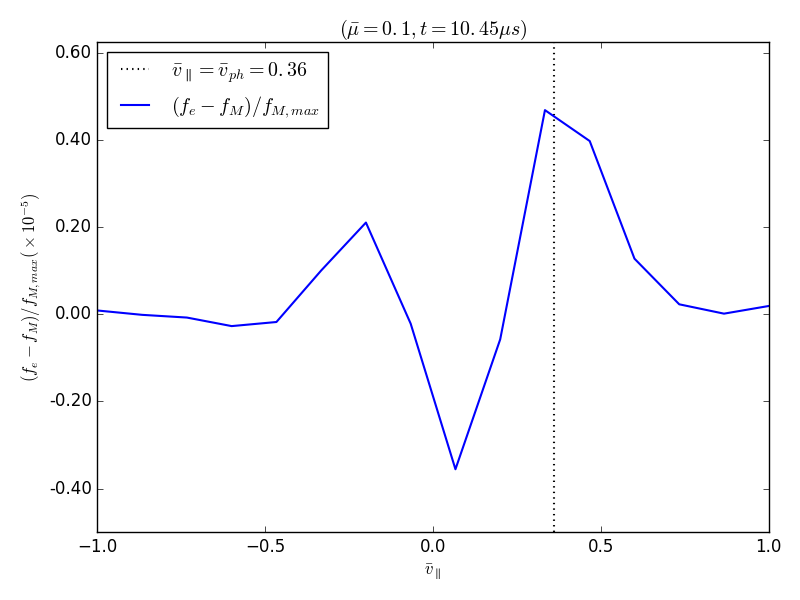 (μ̄ = 0.1, t = 10.45μs)
v̄∥ = v̄ph = 0.36
(fe − fM)/fM,max
0.60
0.40
0.20
0.00
-0.20
-0.40
(fe − fM)/fM,max(×10⁻⁵)
−1.0 −0.5 0.0 0.5 1.0
v̄∥